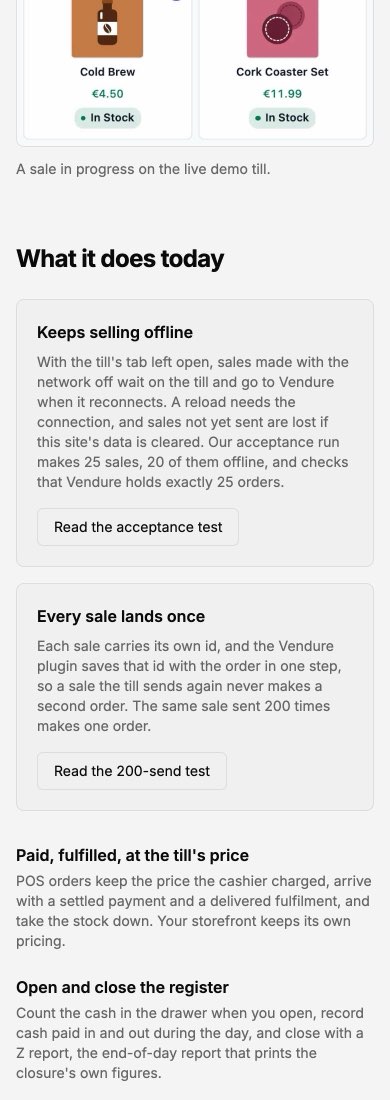 Cold Brew
€4.50
In Stock
Cork Coaster Set
€11.99
In Stock
A sale in progress on the live demo till.
What it does today
Keeps selling offline
With the till's tab left open, sales made with the
network off wait on the till and go to Vendure
when it reconnects. A reload needs the
connection, and sales not yet sent are lost if
this site's data is cleared. Our acceptance run
makes 25 sales, 20 of them offline, and checks
that Vendure holds exactly 25 orders.
Read the acceptance test
Every sale lands once
Each sale carries its own id, and the Vendure
plugin saves that id with the order in one step,
so a sale the till sends again never makes a
second order. The same sale sent 200 times
makes one order.
Read the 200-send test
Paid, fulfilled, at the till's price
POS orders keep the price the cashier charged, arrive
with a settled payment and a delivered fulfilment, and
take the stock down. Your storefront keeps its own
pricing.
Open and close the register
Count the cash in the drawer when you open, record
cash paid in and out during the day, and close with a
Z report, the end-of-day report that prints the
closure's own figures.